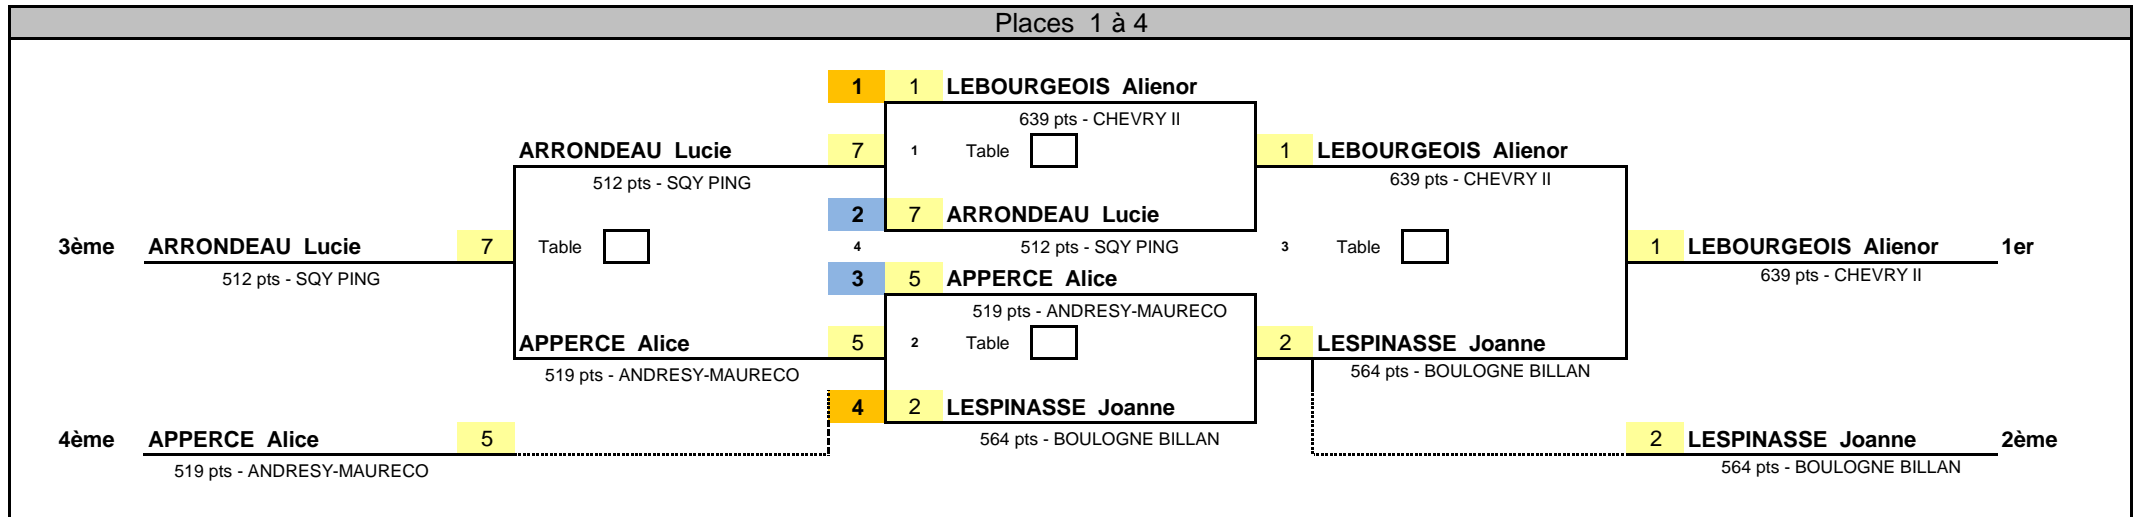 Places 1 à 4
1 1 LEBOURGEOIS Alienor
639 pts - CHEVRY II
ARRONDEAU Lucie 7 1 Table 1 LEBOURGEOIS Alienor
512 pts - SQY PING 639 pts - CHEVRY II
2 7 ARRONDEAU Lucie
3ème ARRONDEAU Lucie 7 Table 4 512 pts - SQY PING 3 Table 1 LEBOURGEOIS Alienor 1er
512 pts - SQY PING 3 5 APPERCE Alice 639 pts - CHEVRY II
519 pts - ANDRESY-MAURECO
APPERCE Alice 5 2 Table 2 LESPINASSE Joanne
519 pts - ANDRESY-MAURECO 564 pts - BOULOGNE BILLAN
4 2 LESPINASSE Joanne
4ème APPERCE Alice 5 564 pts - BOULOGNE BILLAN 2 LESPINASSE Joanne 2ème
519 pts - ANDRESY-MAURECO 564 pts - BOULOGNE BILLAN